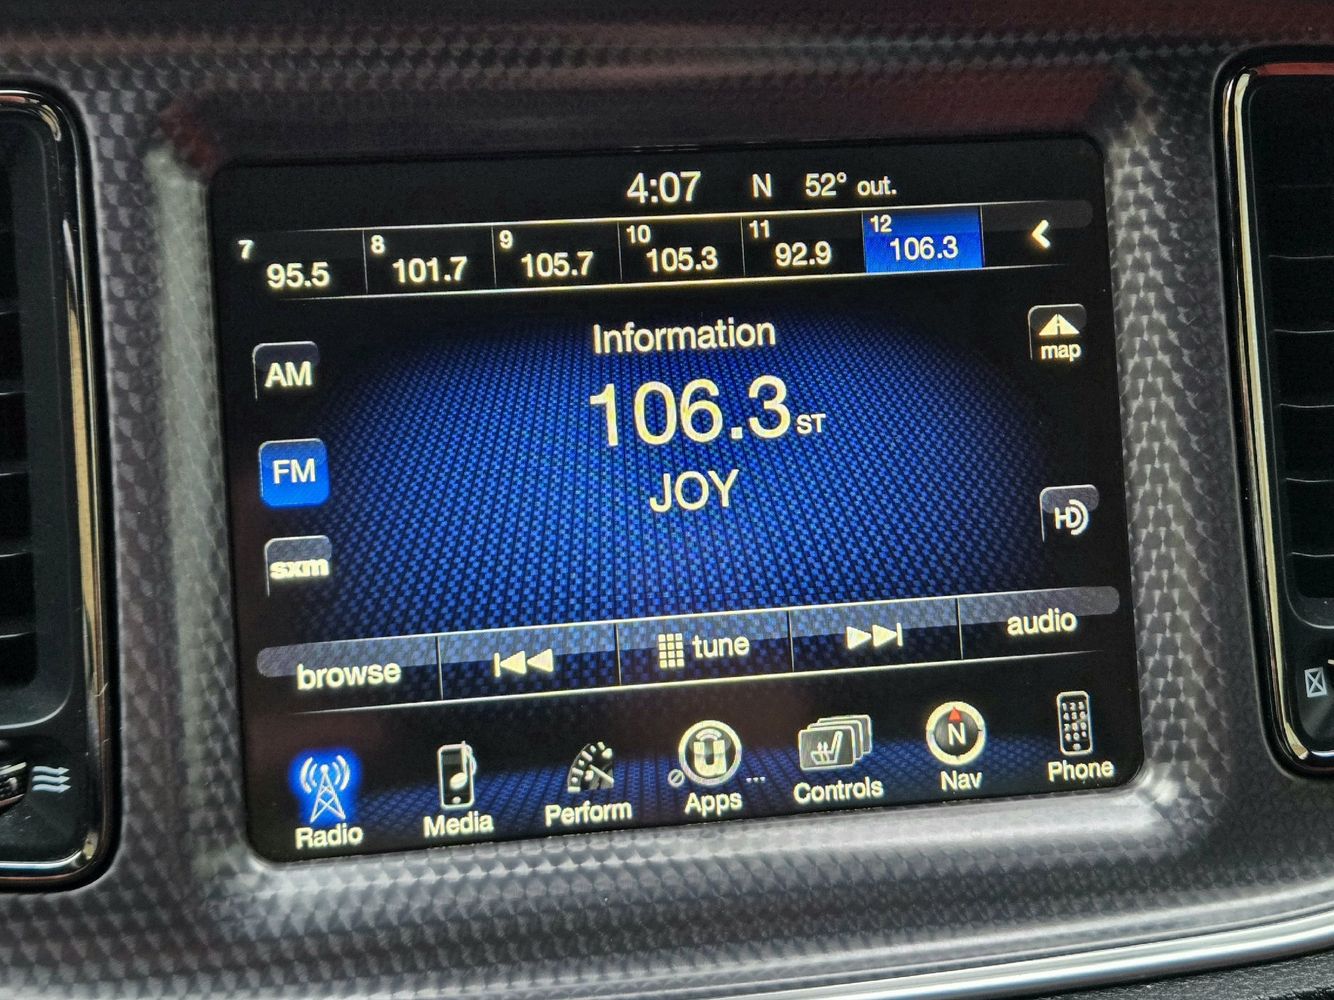 4:07 N 52° out.
7 95.5 8 101.7 9 105.7 10 105.3 11 92.9 12 106.3
Information
map
AM
106.3 ST
FM
JOY
HD
sxm
browse tune audio
Radio Media Perform Apps ... Controls N Nav Phone